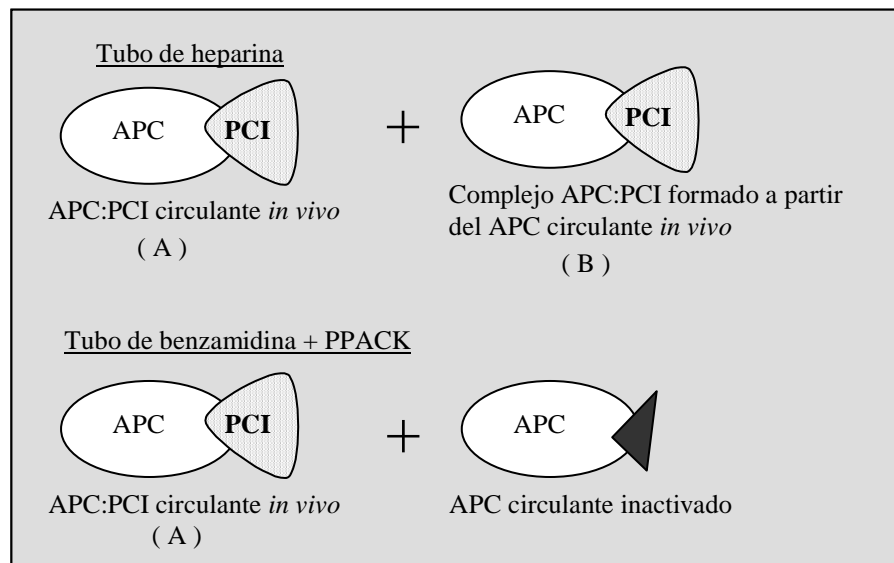 Tubo de heparina
APC PCI + APC PCI
APC:PCI circulante in vivo
( A )
Complejo APC:PCI formado a partir
del APC circulante in vivo
( B )
Tubo de benzamidina + PPACK
APC PCI + APC
APC:PCI circulante in vivo
( A )
APC circulante inactivado